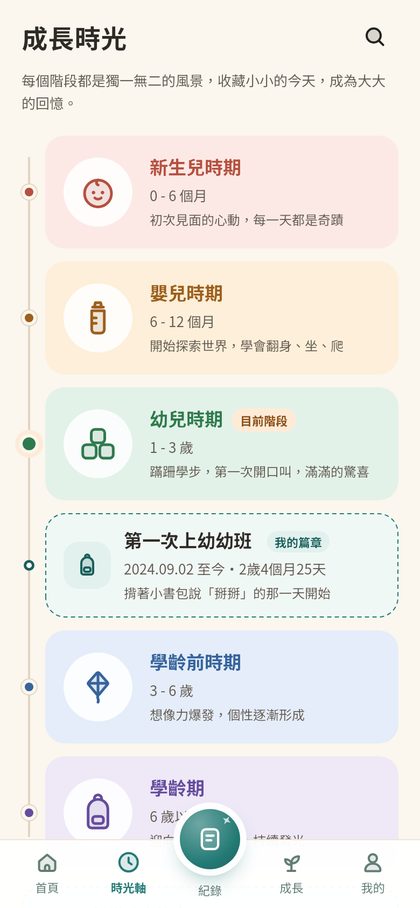 成長時光
每個階段都是獨一無二的風景，收藏小小的今天，成為大大
的回憶。
新生兒時期
0 - 6 個月
初次見面的心動，每一天都是奇蹟
嬰兒時期
6 - 12 個月
開始探索世界，學會翻身、坐、爬
幼兒時期 目前階段
1 - 3 歲
蹣跚學步，第一次開口叫，滿滿的驚喜
第一次上幼幼班 我的篇章
2024.09.02 至今・2歲4個月25天
揹著小書包說「掰掰」的那一天開始
學齡前時期
3 - 6 歲
想像力爆發，個性逐漸形成
學齡期
6 歲以
首頁 時光軸 紀錄 成長 我的